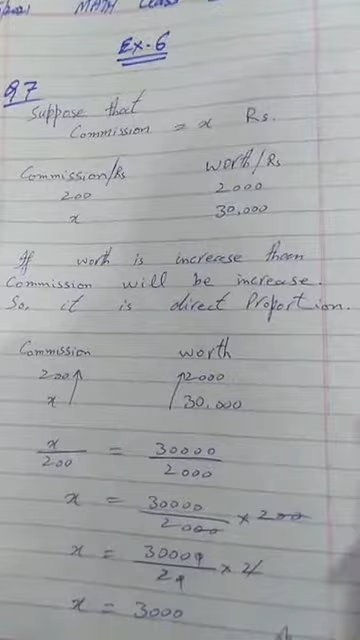 MATH Class
Ex-6
Q7
Suppose that
Commission = x Rs.
Commission/Rs worth/Rs
200 2000
x 30,000
If worth is increase then
Commission will be increase.
So, it is direct Proportion.
Commission worth
200 2000
x 30,000
x/200 = 30000/2000
x = 30000/2000 × 200
x = 30000/20 × 2
x = 3000